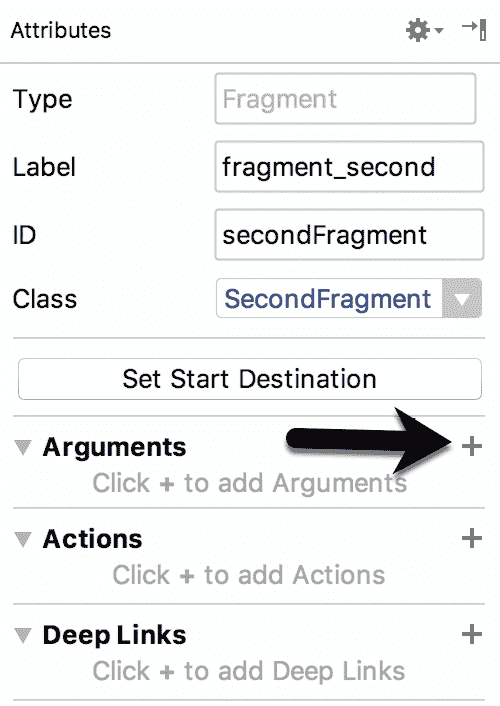 Attributes
Type Fragment
Label fragment_second
ID secondFragment
Class SecondFragment
Set Start Destination
Arguments +
Click + to add Arguments
Actions +
Click + to add Actions
Deep Links +
Click + to add Deep Links